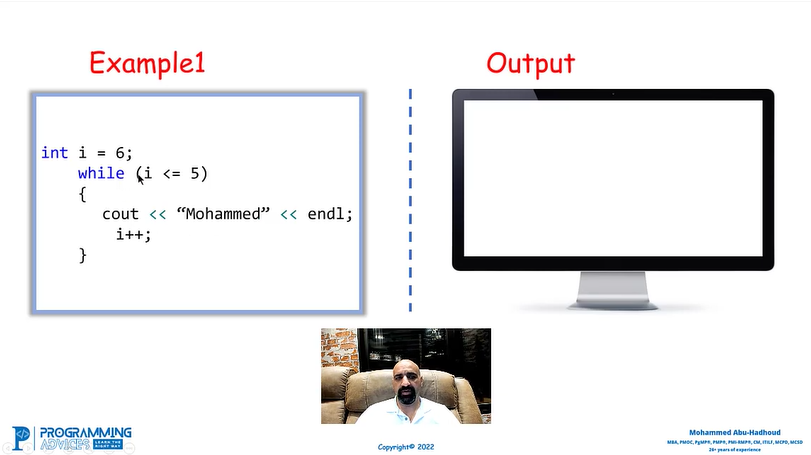 Example1
Output
int i = 6;
while (i <= 5)
{
cout << “Mohammed” << endl;
i++;
}
PROGRAMMING
ADVICES
LEARN THE
RIGHT WAY
Copyright© 2022
Mohammed Abu-Hadhoud
MBA, PMOC, PgMP®, PMP®, PMI-RMP®, CM, ITILF, MCPD, MCSD
26+ years of experience